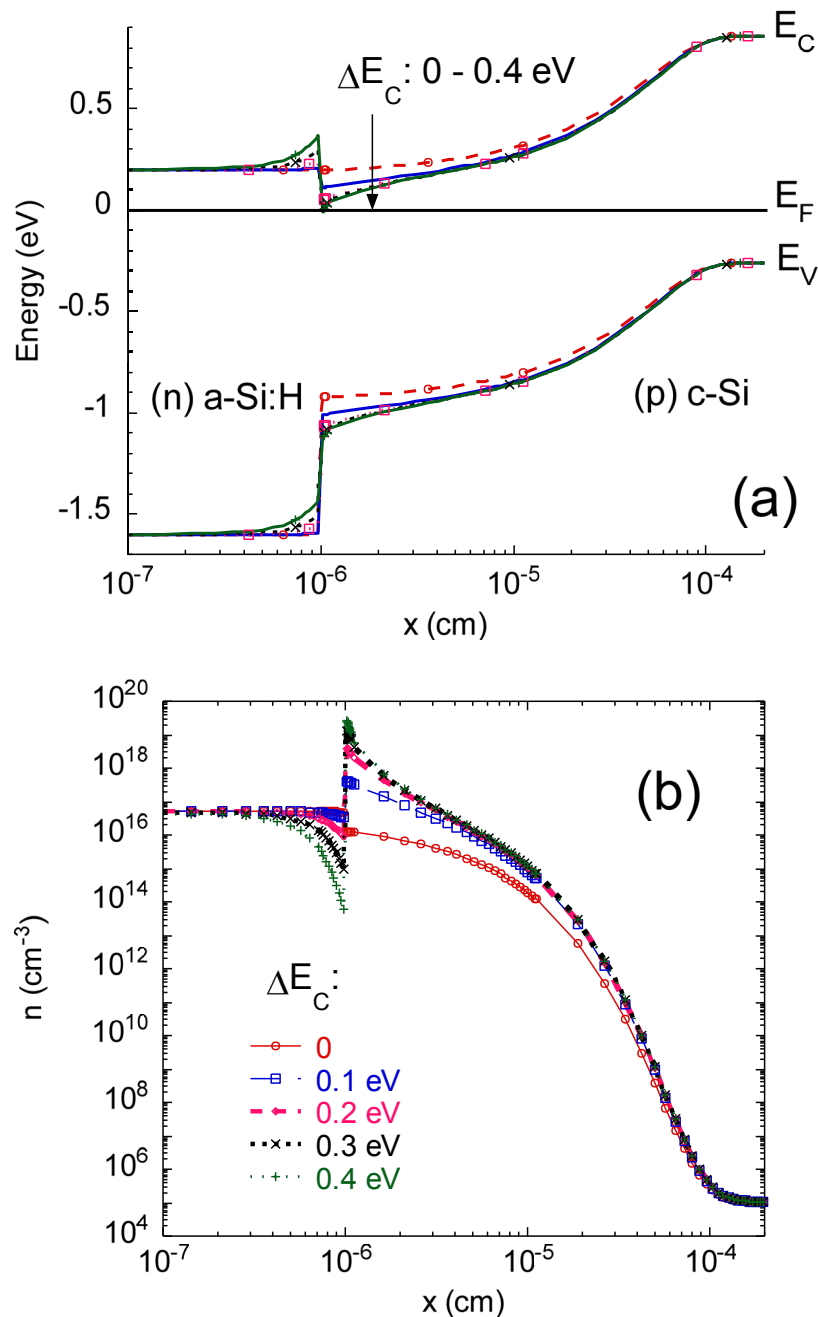 E_C
ΔE_C: 0 - 0.4 eV
0.5
0
E_F
Energy (eV)
E_V
-0.5
-1
(n) a-Si:H
(p) c-Si
-1.5
(a)
10^-7
10^-6
10^-5
10^-4
x (cm)
10^20
10^18
(b)
10^16
10^14
10^12
n (cm^-3)
ΔE_C:
10^10
0
0.1 eV
10^8
0.2 eV
0.3 eV
10^6
0.4 eV
10^4
10^-7
10^-6
10^-5
10^-4
x (cm)